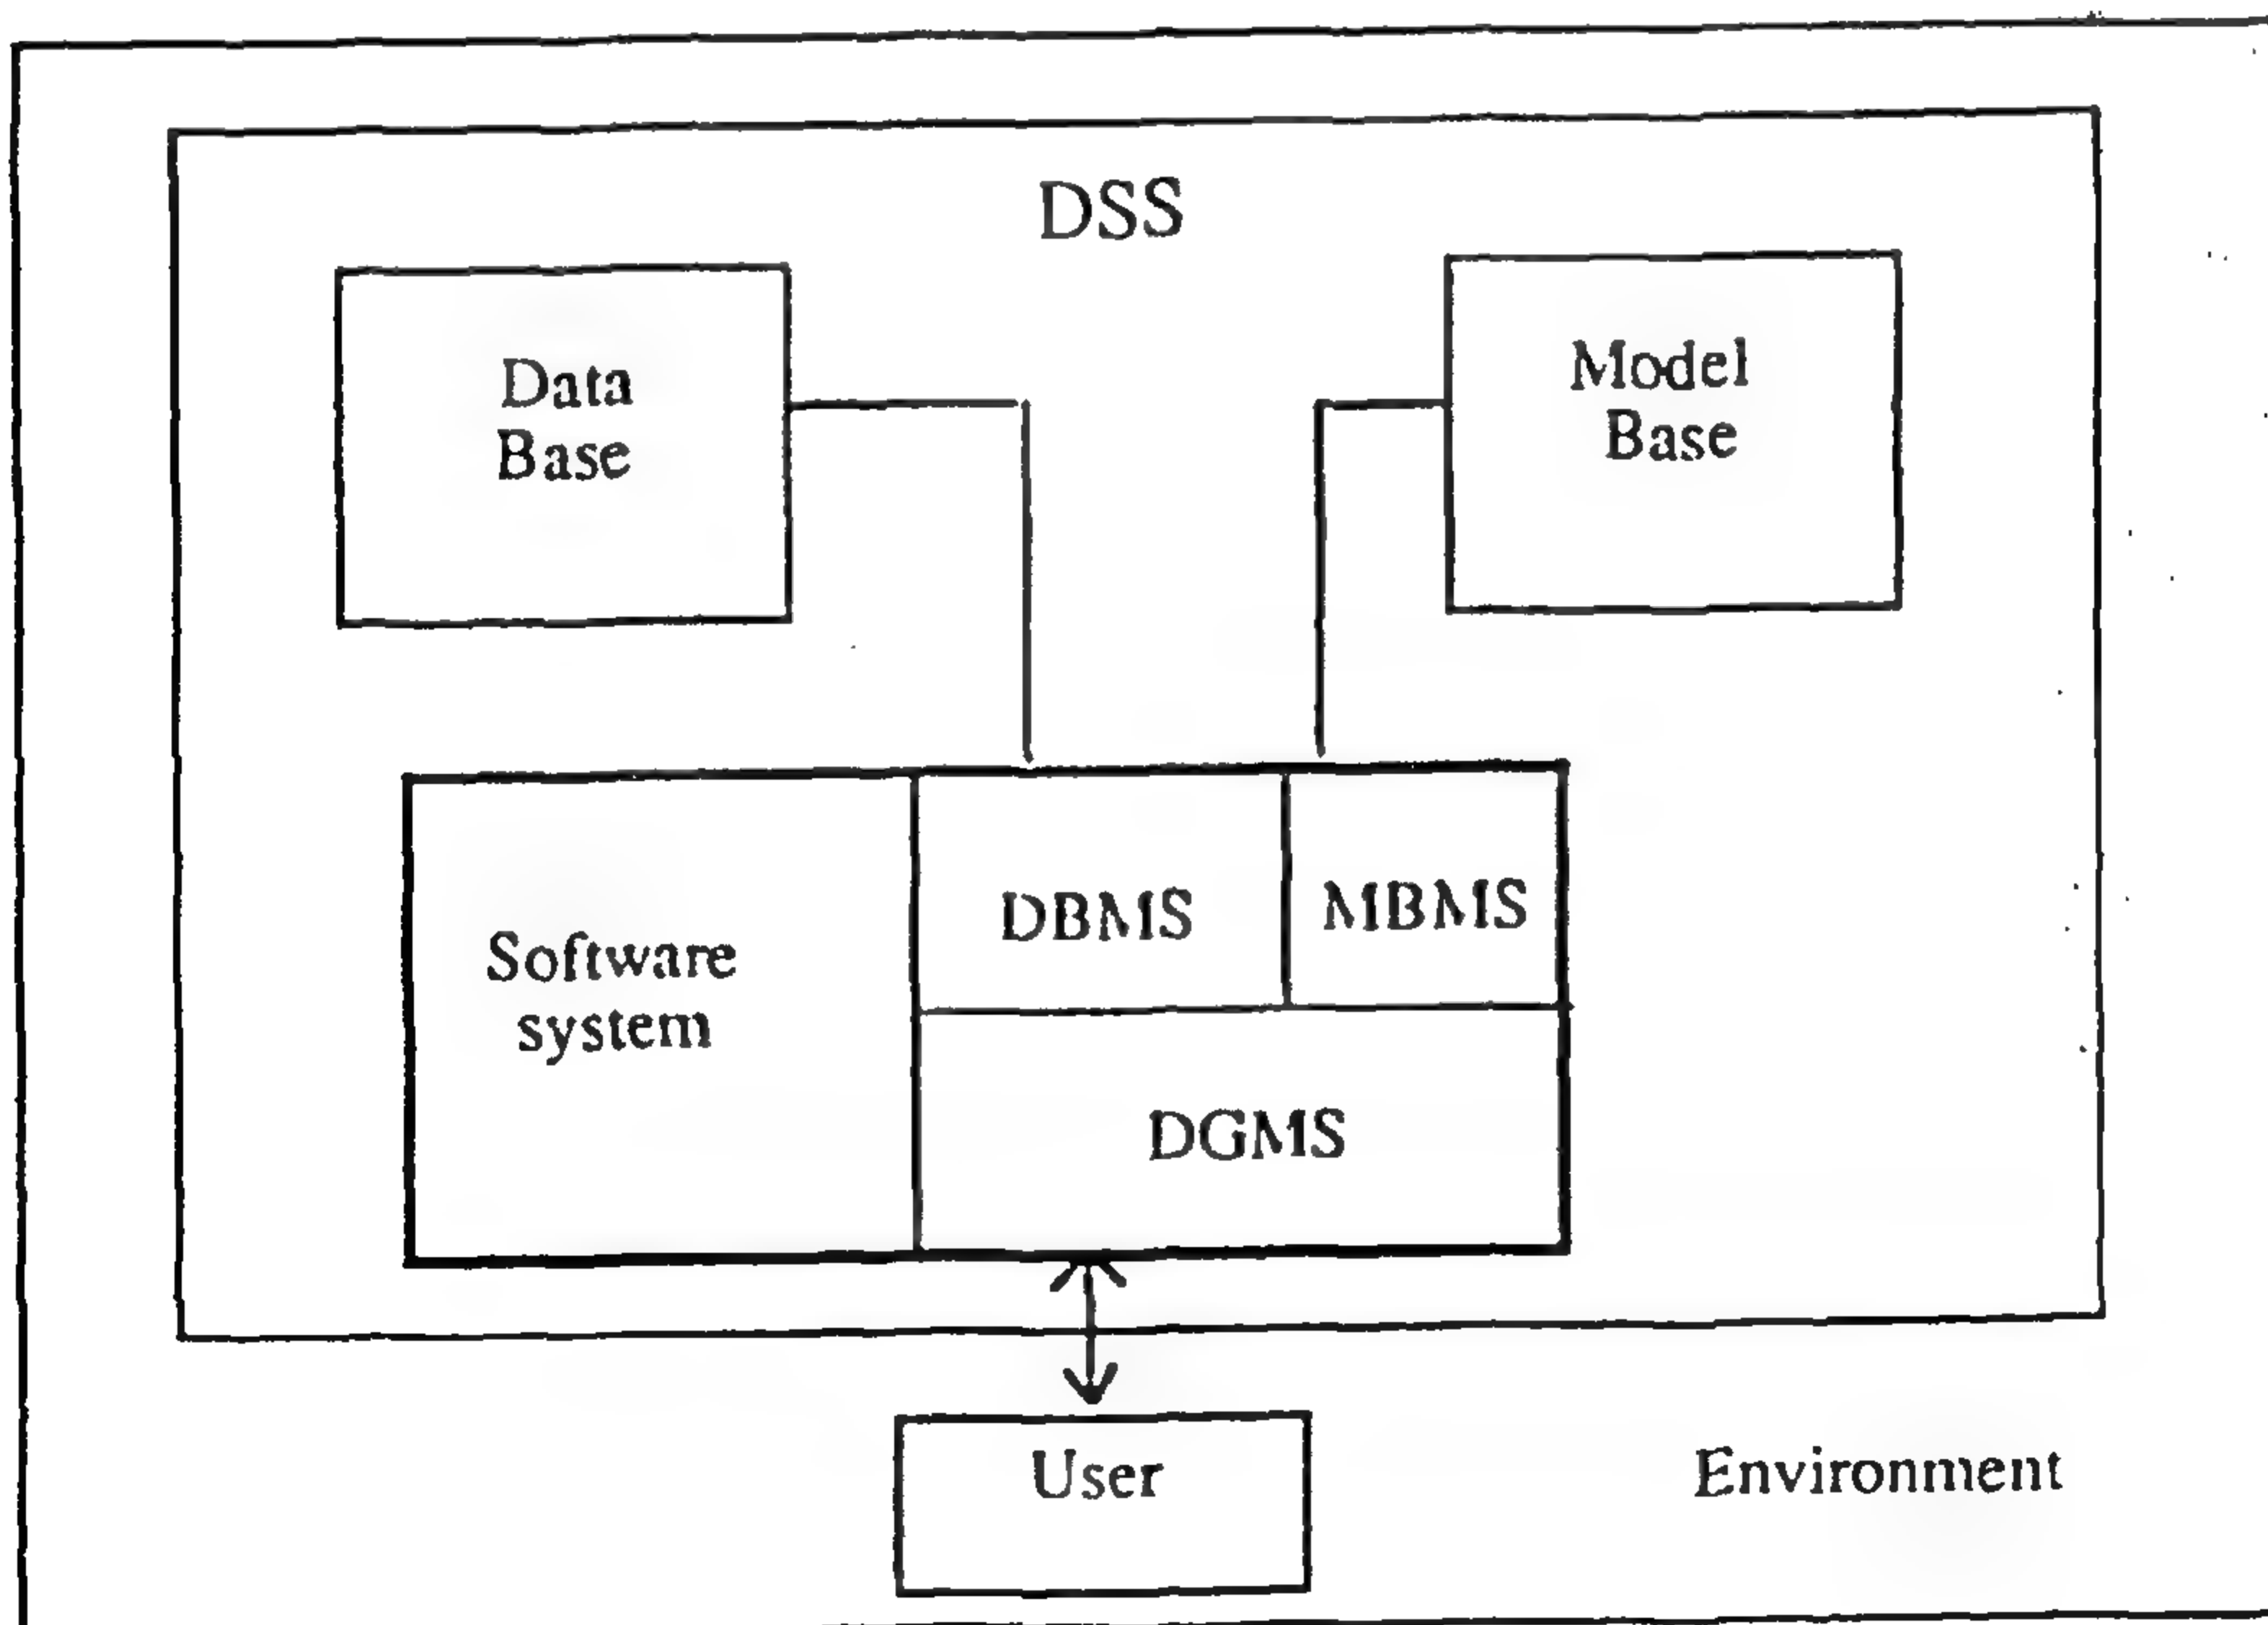 DSS
Data
Base
Model
Base
Software
system
DBMS
MBMS
DGMS
User
Environment